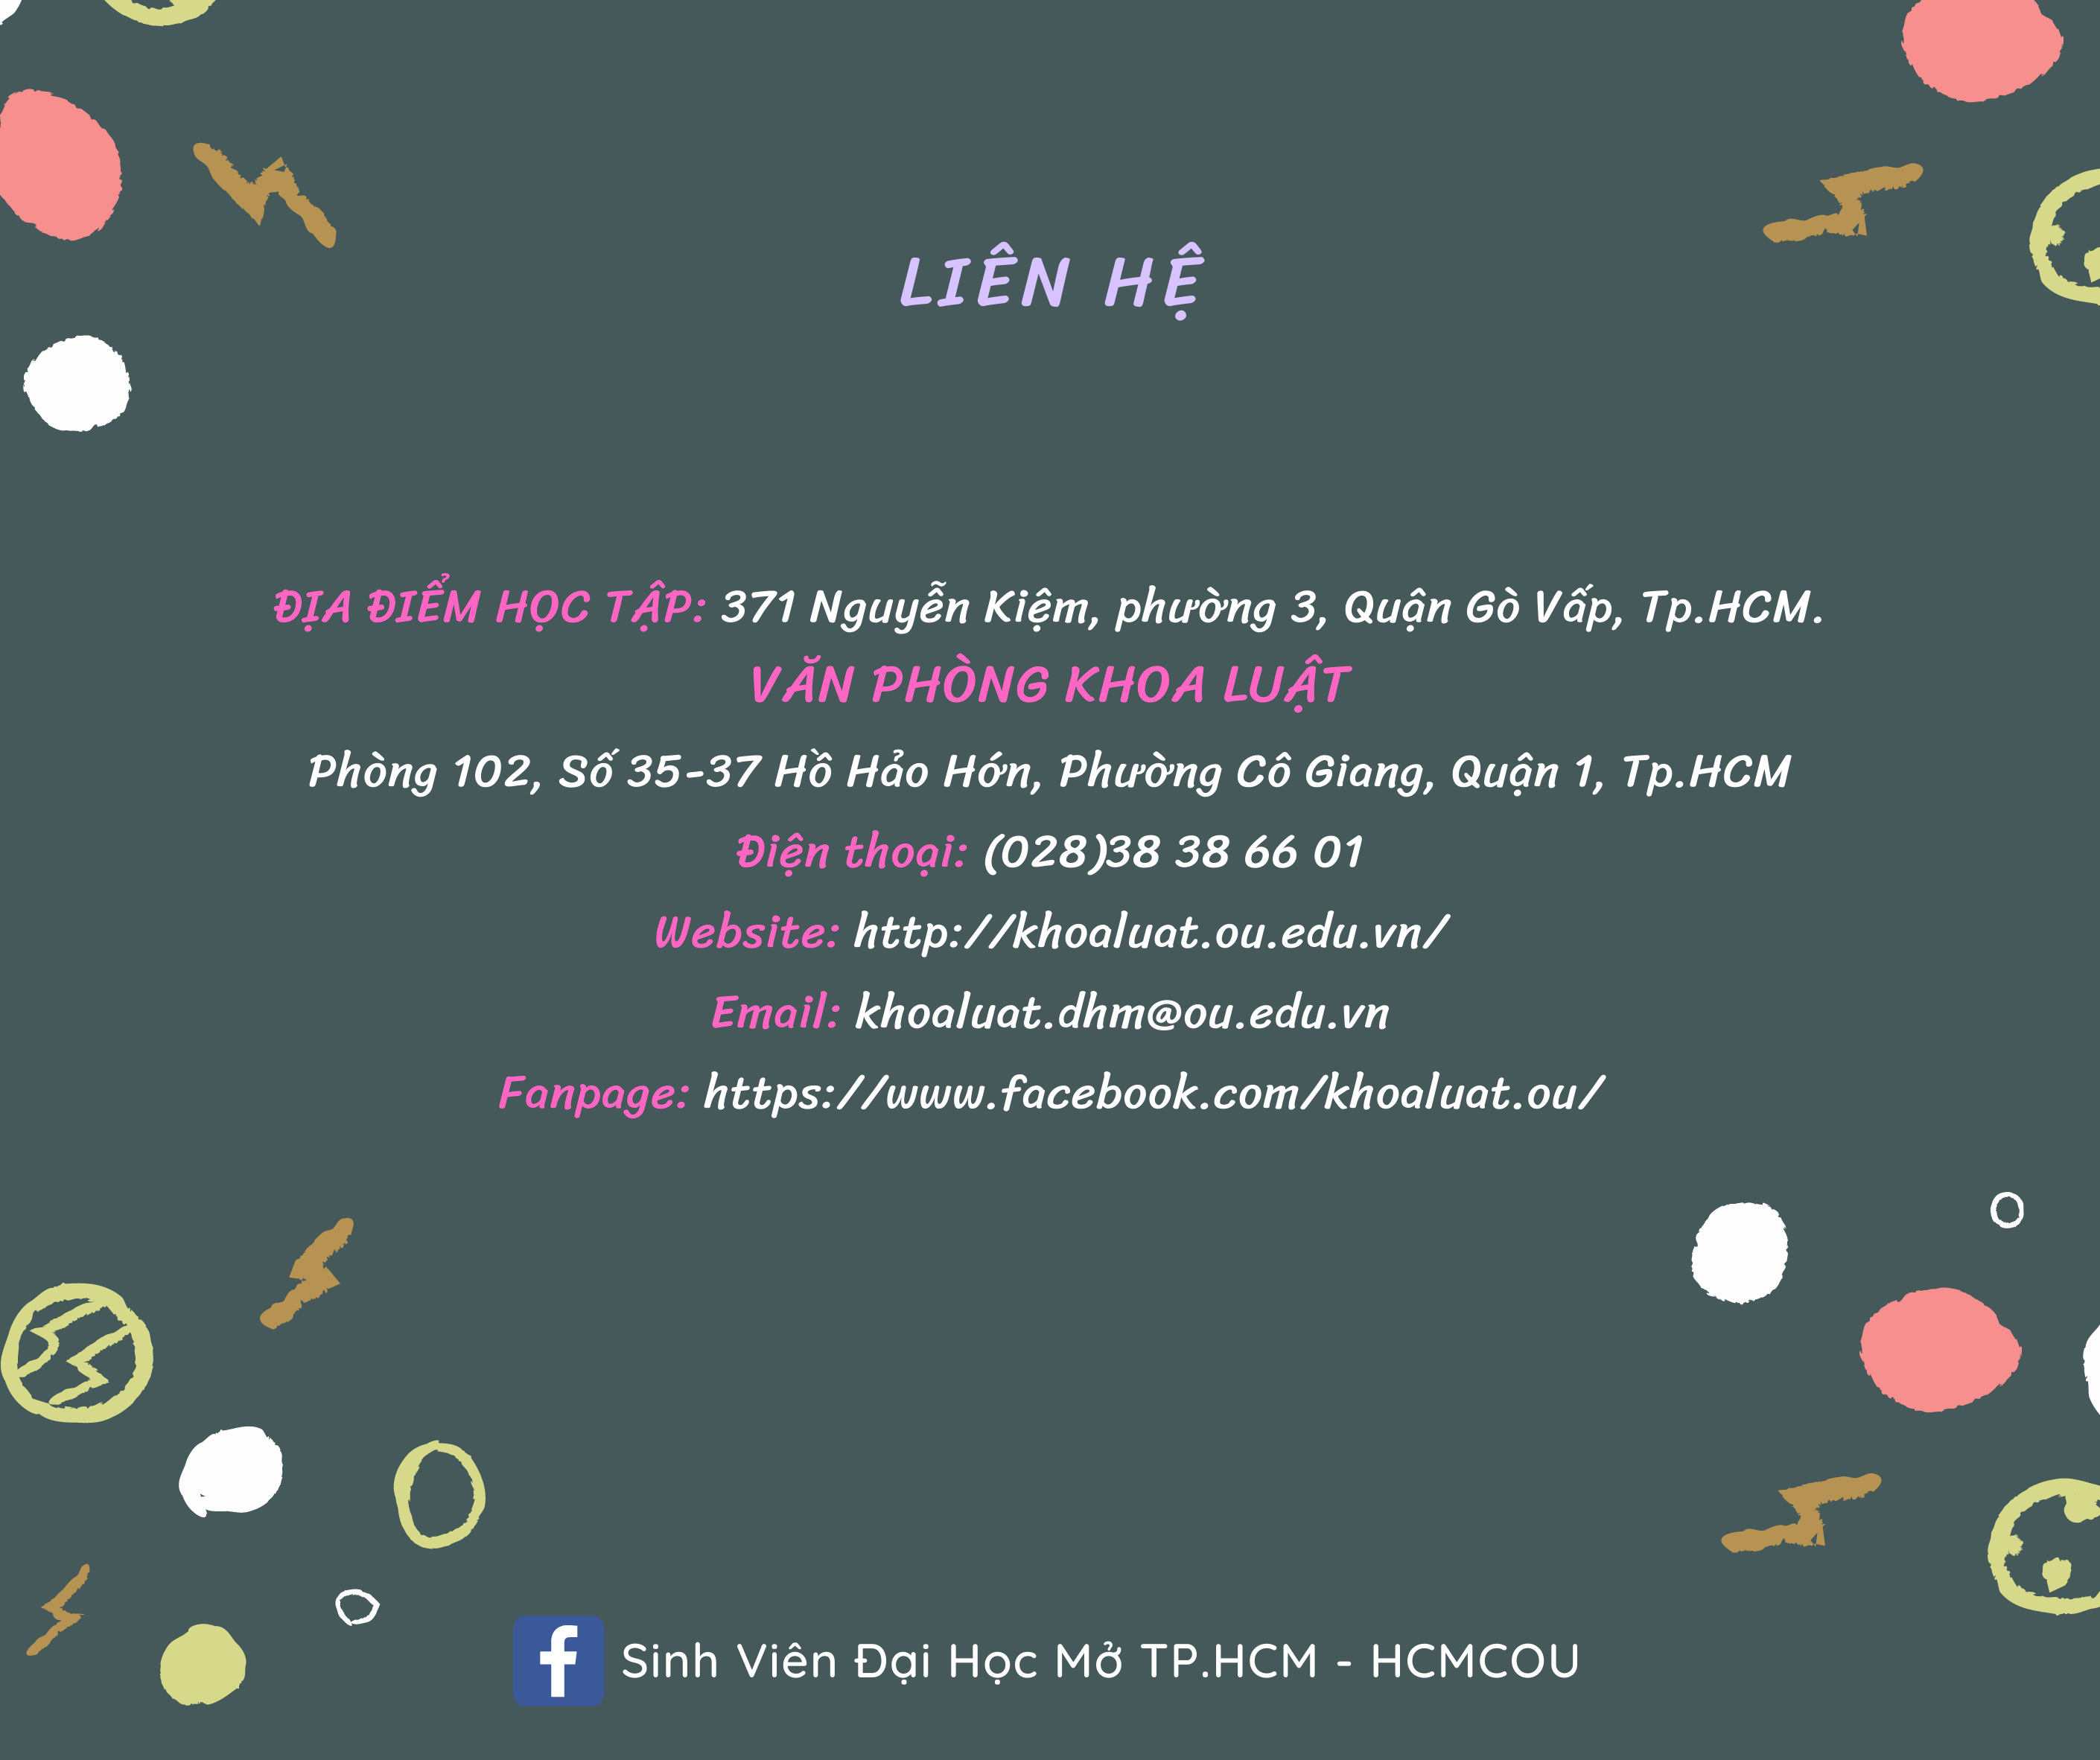 LIÊN HỆ
ĐỊA ĐIỂM HỌC TẬP: 371 Nguyễn Kiệm, phường 3, Quận Gò Vấp, Tp.HCM.
VĂN PHÒNG KHOA LUẬT
Phòng 102, Số 35-37 Hồ Hảo Hớn, Phường Cô Giang, Quận 1, Tp.HCM
Điện thoại: (028)38 38 66 01
Website: http://khoaluat.ou.edu.vn/
Email: khoaluat.dhm@ou.edu.vn
Fanpage: https://www.facebook.com/khoaluat.ou/
Sinh Viên Đại Học Mở TP.HCM - HCMCOU